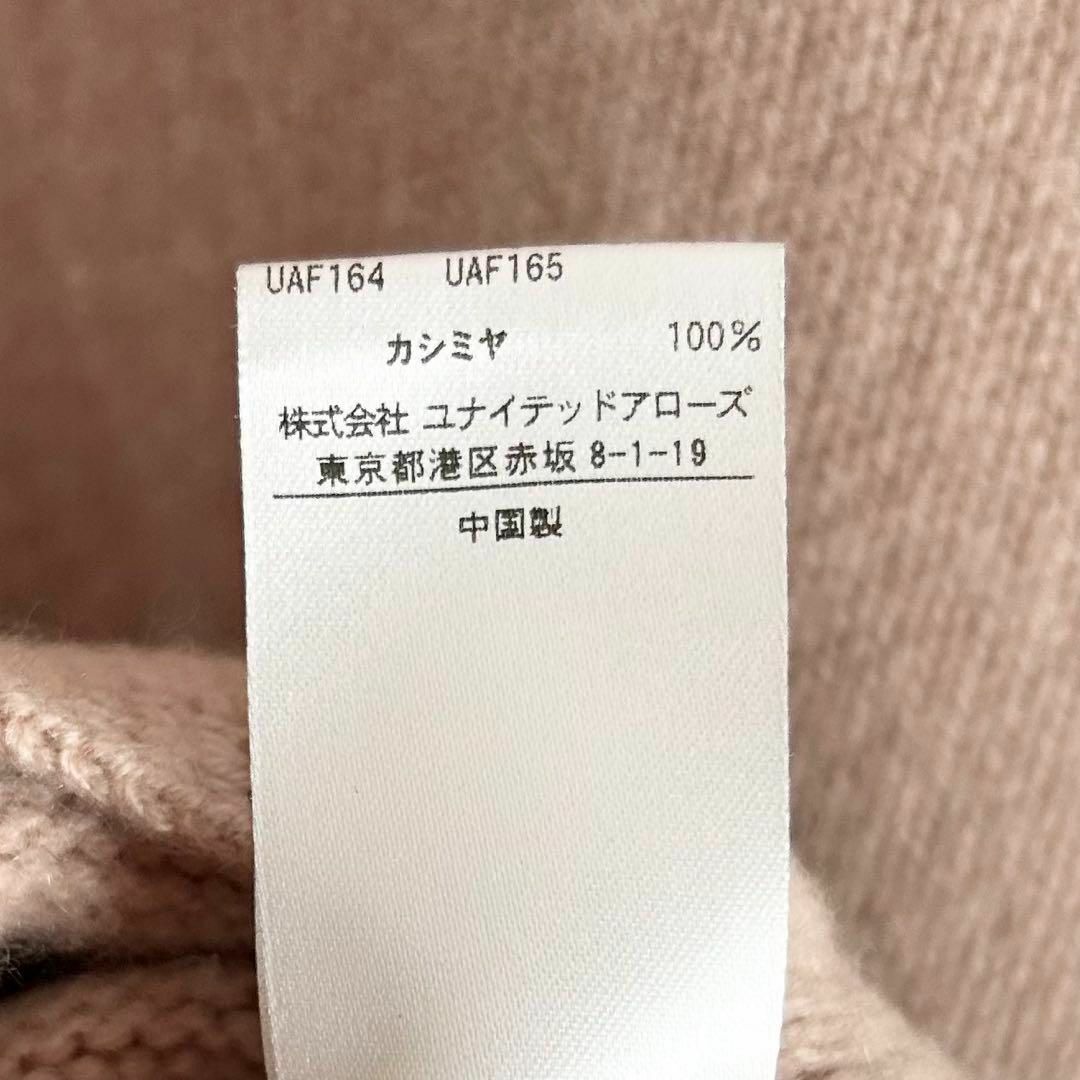 UAF164 UAF165
カシミヤ 100%
株式会社 ユナイテッドアローズ
東京都港区赤坂 8-1-19
中国製